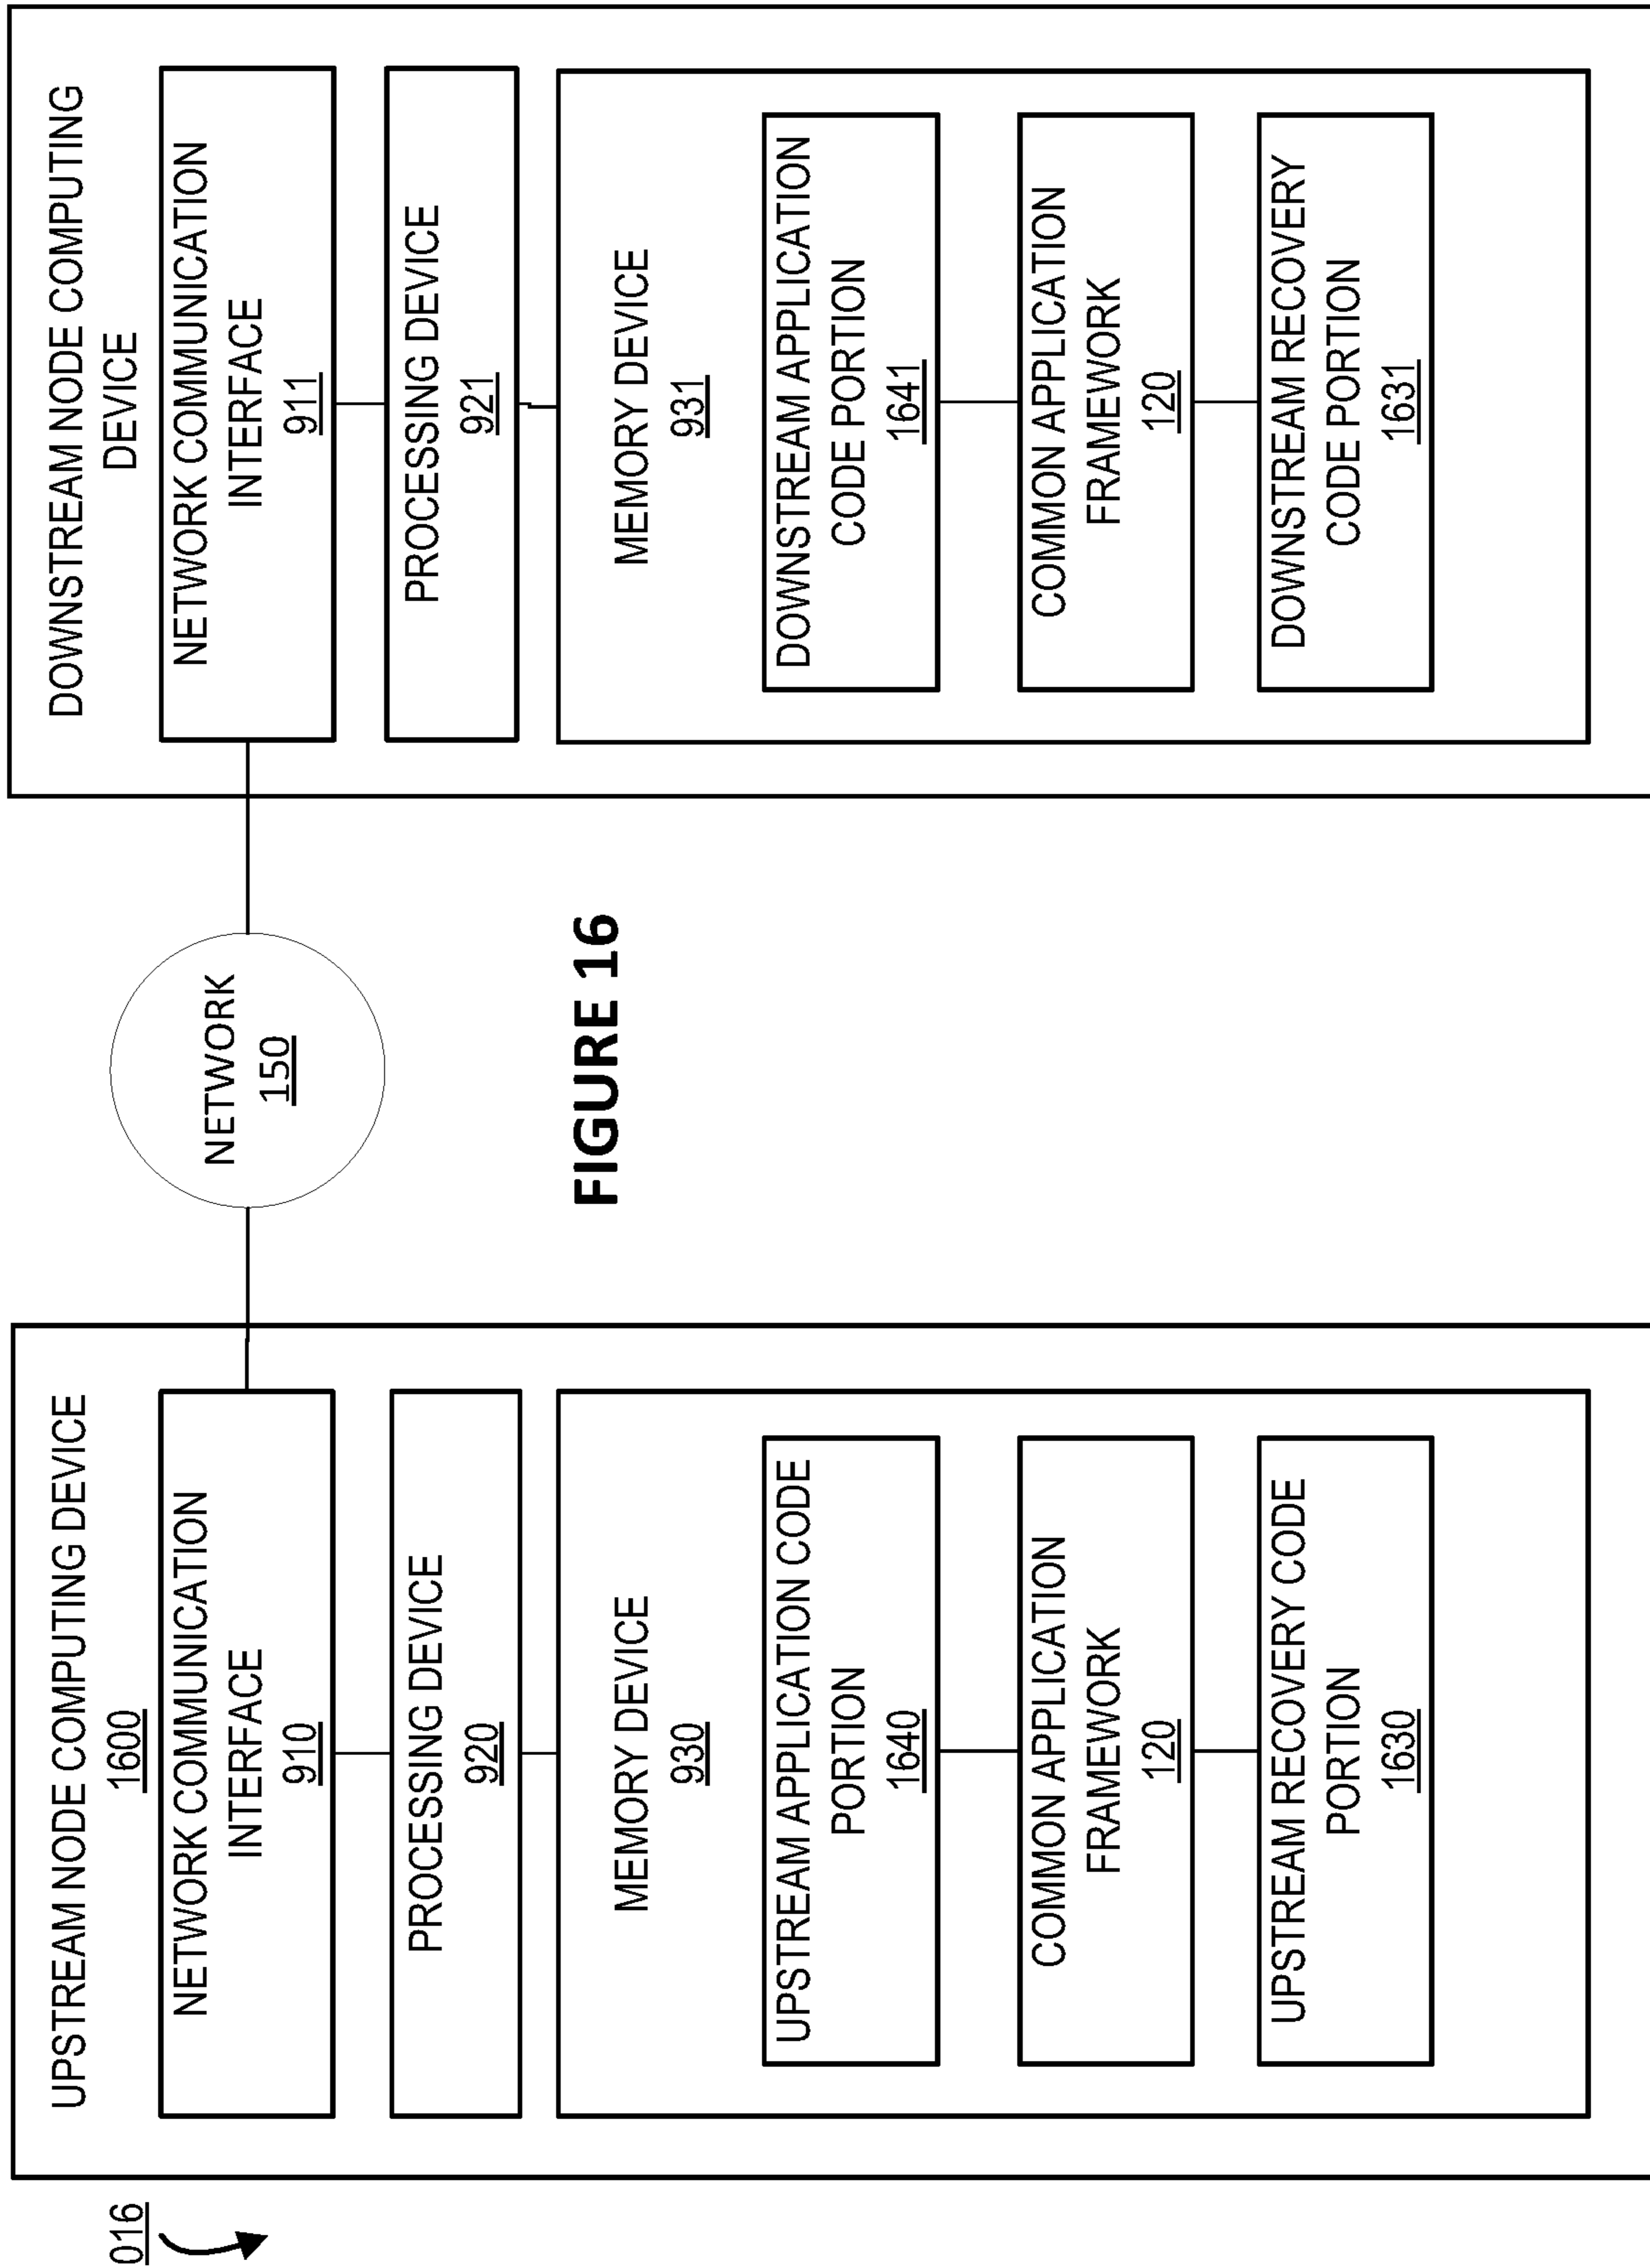 016
UPSTREAM NODE COMPUTING DEVICE
1600
NETWORK COMMUNICATION
INTERFACE
910
PROCESSING DEVICE
920
MEMORY DEVICE
930
UPSTREAM APPLICATION CODE
PORTION
1640
COMMON APPLICATION
FRAMEWORK
120
UPSTREAM RECOVERY CODE
PORTION
1630
NETWORK
150
FIGURE 16
DOWNSTREAM NODE COMPUTING
DEVICE
NETWORK COMMUNICATION
INTERFACE
911
PROCESSING DEVICE
921
MEMORY DEVICE
931
DOWNSTREAM APPLICATION
CODE PORTION
1641
COMMON APPLICATION
FRAMEWORK
120
DOWNSTREAM RECOVERY
CODE PORTION
1631